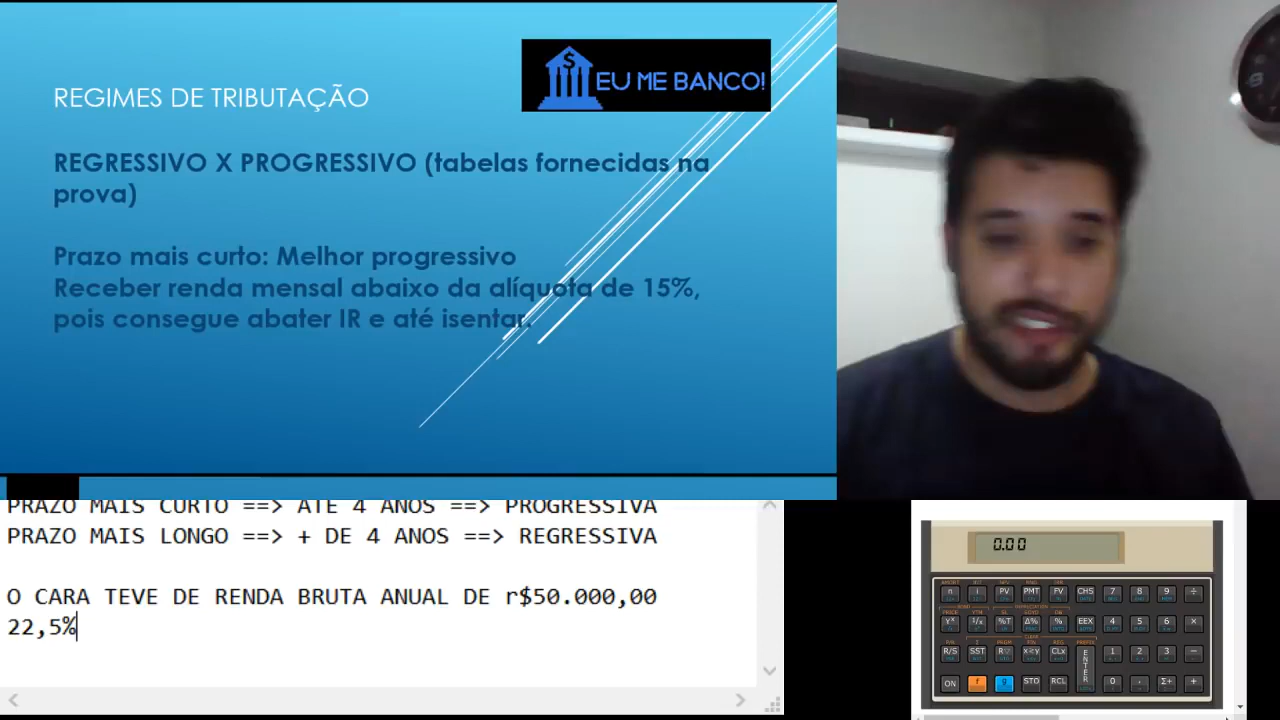 REGIMES DE TRIBUTAÇÃO
EU ME BANCO!
REGRESSIVO X PROGRESSIVO (tabelas fornecidas na
prova)
Prazo mais curto: Melhor progressivo
Receber renda mensal abaixo da alíquota de 15%,
pois consegue abater IR e até isentar.
PRAZO MAIS CURTO ==> ATÉ 4 ANOS ==> PROGRESSIVA
PRAZO MAIS LONGO ==> + DE 4 ANOS ==> REGRESSIVA
O CARA TEVE DE RENDA BRUTA ANUAL DE r$50.000,00
22,5%
0.00
n i PV PMT FV CHS 7 8 9 ÷
Yˣ 1/x %T Δ% % EEX 4 5 6 ×
R/S SST R▽ x≷y CLx ENTER 1 2 3 −
ON f g STO RCL 0 . Σ+ +